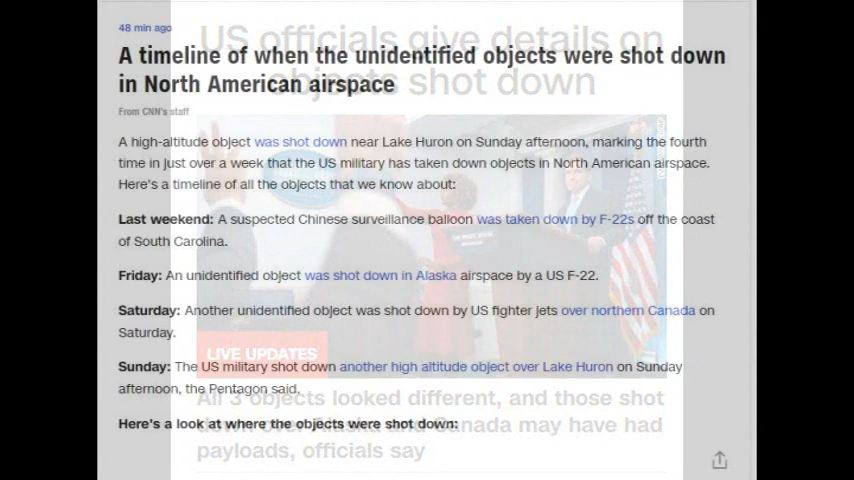 48 min ago
US officials give details on
objects shot down
A timeline of when the unidentified objects were shot down
in North American airspace
From CNN's staff
A high-altitude object was shot down near Lake Huron on Sunday afternoon, marking the fourth
time in just over a week that the US military has taken down objects in North American airspace.
Here's a timeline of all the objects that we know about:
Last weekend: A suspected Chinese surveillance balloon was taken down by F-22s off the coast
of South Carolina.
Friday: An unidentified object was shot down in Alaska airspace by a US F-22.
Saturday: Another unidentified object was shot down by US fighter jets over northern Canada on
Saturday.
LIVE UPDATES
Sunday: The US military shot down another high altitude object over Lake Huron on Sunday
afternoon, the Pentagon said.
All 3 objects looked different, and those shot
down over Alaska and Canada may have had
payloads, officials say
Here's a look at where the objects were shot down: